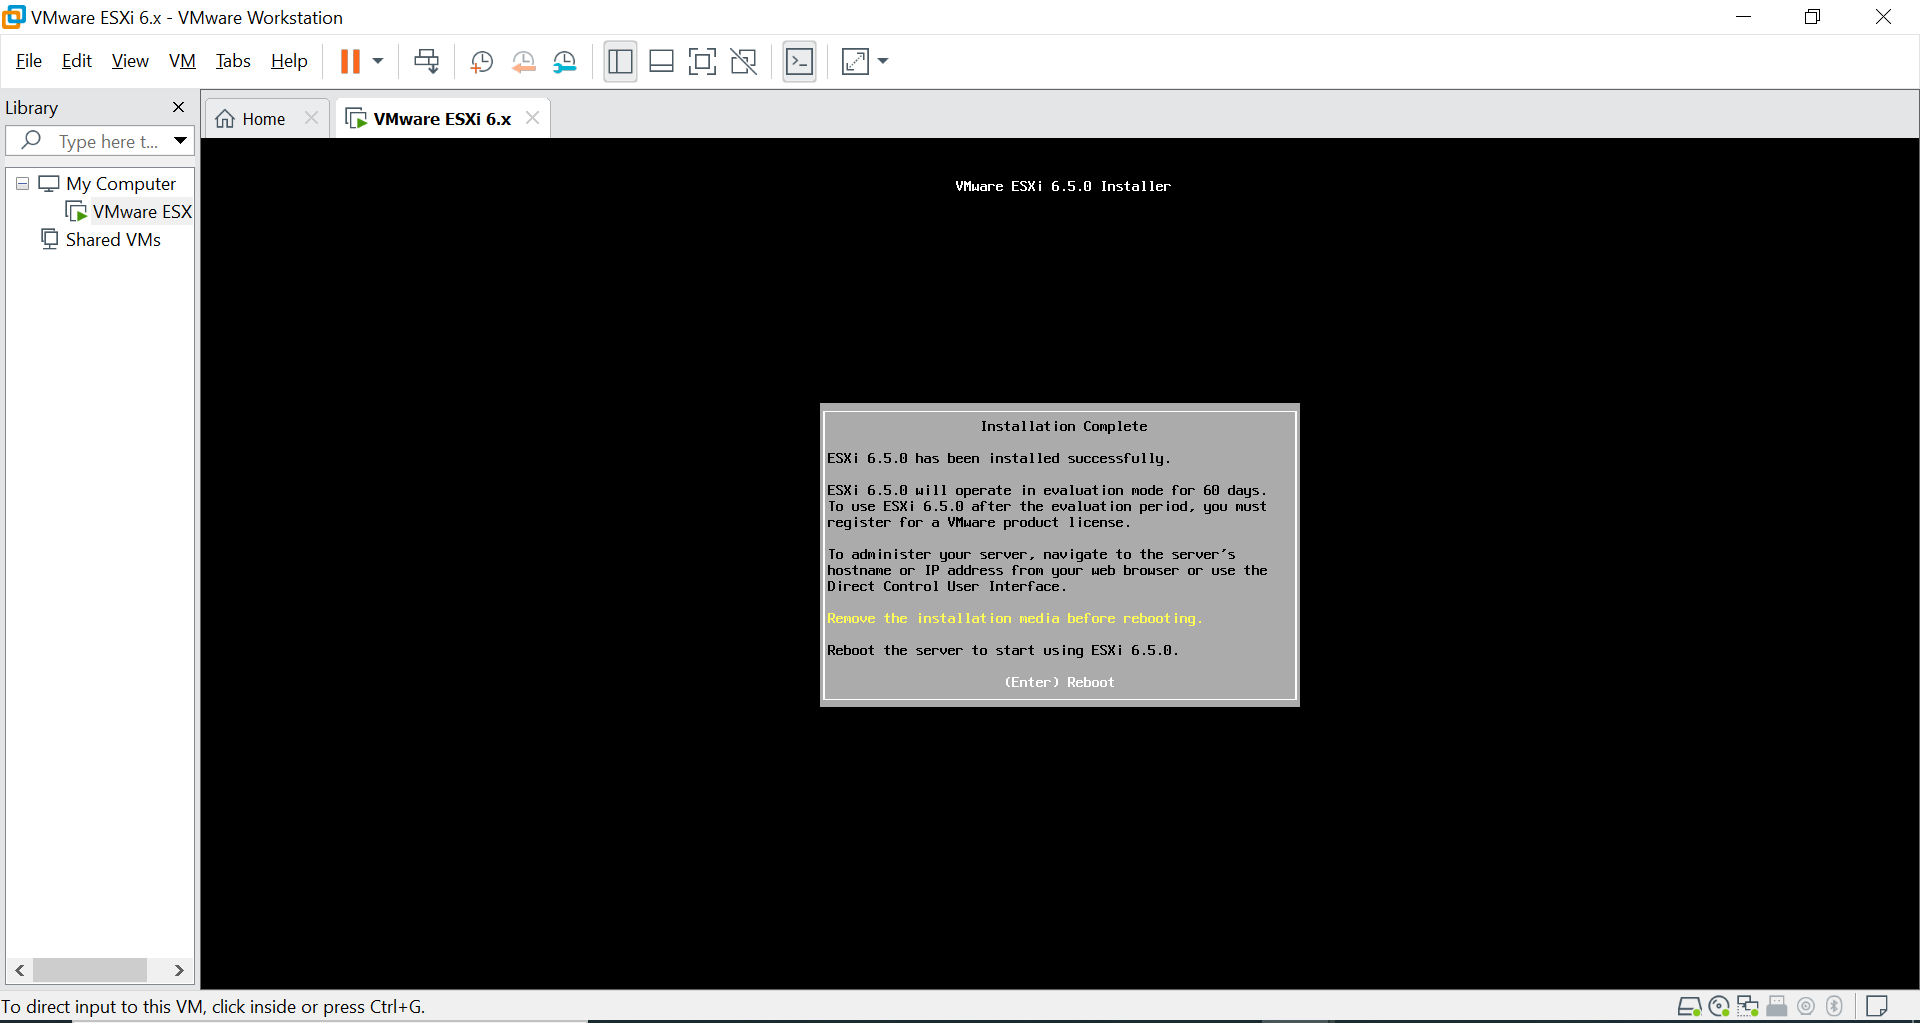 VMware ESXi 6.x - VMware Workstation
File Edit View VM Tabs Help
Library
Type here t...
My Computer
VMware ESX
Shared VMs
Home
VMware ESXi 6.x
VMware ESXi 6.5.0 Installer
Installation Complete
ESXi 6.5.0 has been installed successfully.
ESXi 6.5.0 will operate in evaluation mode for 60 days.
To use ESXi 6.5.0 after the evaluation period, you must
register for a VMware product license.
To administer your server, navigate to the server's
hostname or IP address from your web browser or use the
Direct Control User Interface.
Remove the installation media before rebooting.
Reboot the server to start using ESXi 6.5.0.
(Enter) Reboot
To direct input to this VM, click inside or press Ctrl+G.